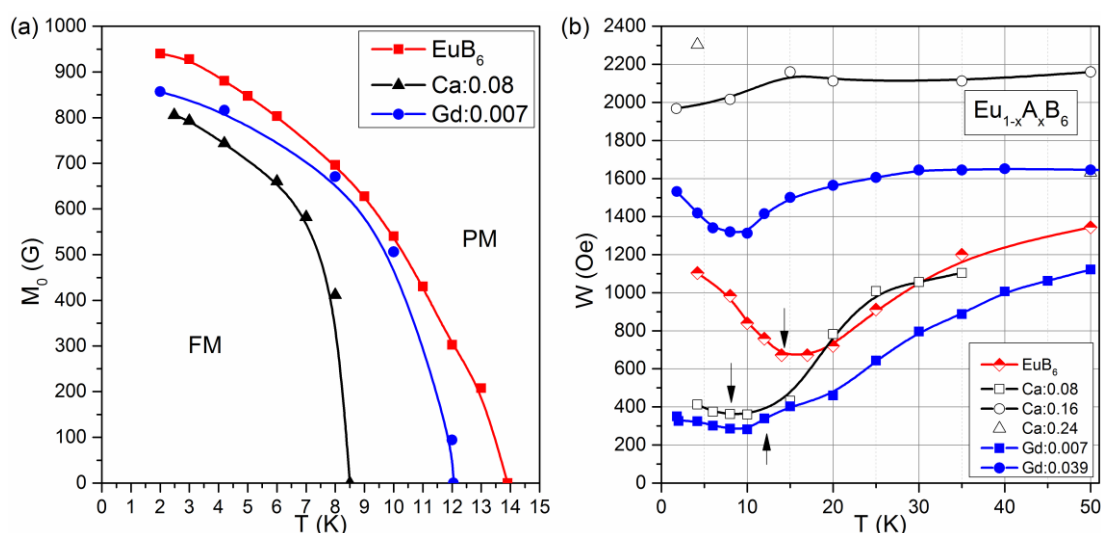 (a)
1000
900
800
700
600
500
400
300
200
100
0
M₀ (G)
EuB₆
Ca:0.08
Gd:0.007
PM
FM
0 1 2 3 4 5 6 7 8 9 10 11 12 13 14 15
T (K)
(b)
2400
2200
2000
1800
1600
1400
1200
1000
800
600
400
200
0
W (Oe)
Eu₁₋ₓAₓB₆
EuB₆
Ca:0.08
Ca:0.16
Ca:0.24
Gd:0.007
Gd:0.039
0 10 20 30 40 50
T (K)